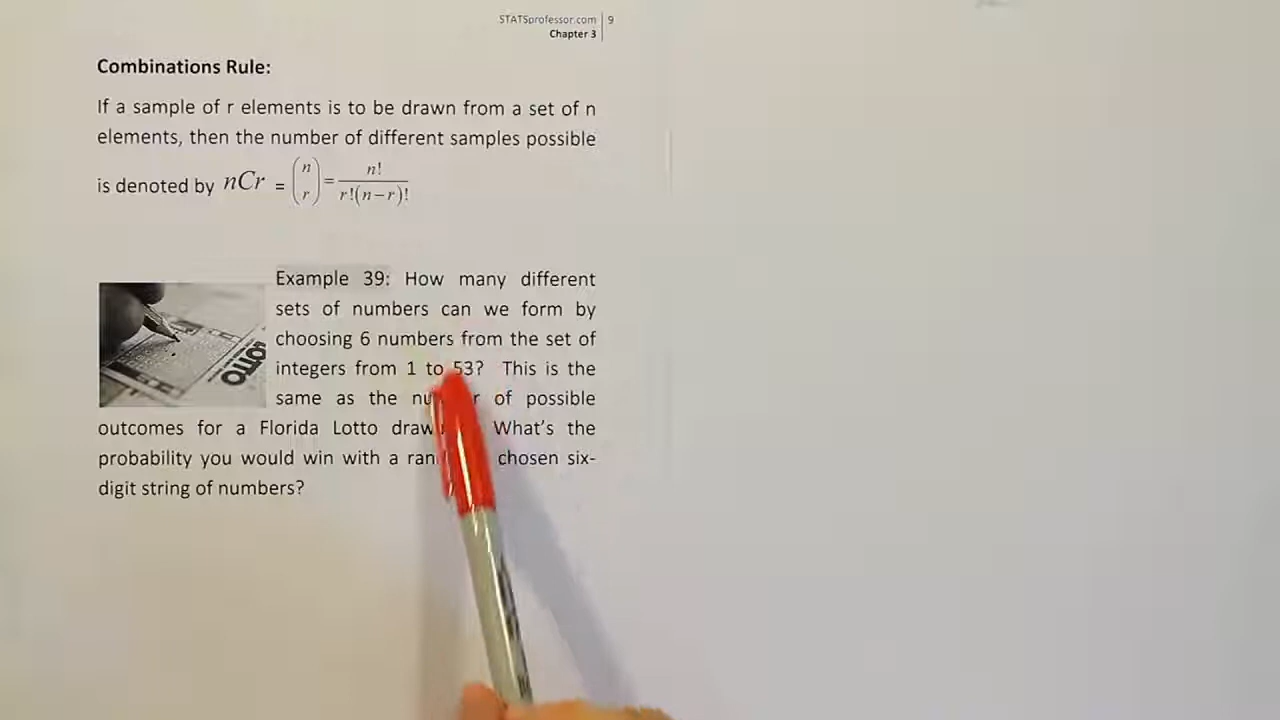 STATSprofessor.com | 9
Chapter 3
Combinations Rule:
If a sample of r elements is to be drawn from a set of n
elements, then the number of different samples possible
is denoted by nCr = (n r) = n! / r!(n−r)!
Example 39: How many different
sets of numbers can we form by
choosing 6 numbers from the set of
integers from 1 to 53? This is the
same as the of possible
outcomes for a Florida Lotto What's the
probability you would win with a chosen six-
digit string of numbers?
LOTTO